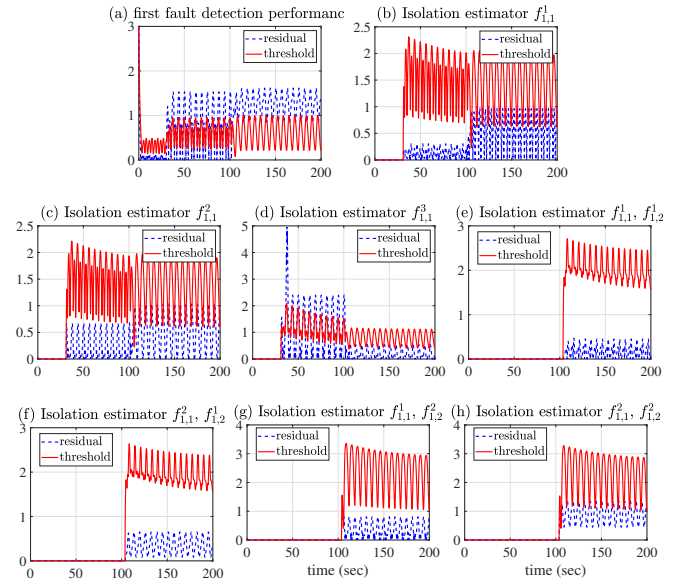 (a) first fault detection performanc
(b) Isolation estimator f^1_{1,1}
3
2
1
0
residual
threshold
0 50 100 150 200
2.5
2
1.5
1
0.5
0
residual
threshold
0 50 100 150 200
(c) Isolation estimator f^2_{1,1}
(d) Isolation estimator f^3_{1,1}
(e) Isolation estimator f^1_{1,1}, f^1_{1,2}
2.5
2
1.5
1
0.5
0
residual
threshold
0 50 100 150 200
5
4
3
2
1
0
residual
threshold
0 50 100 150 200
3
2
1
0
residual
threshold
0 50 100 150 200
(f) Isolation estimator f^2_{1,1}, f^1_{1,2}
(g) Isolation estimator f^1_{1,1}, f^2_{1,2}
(h) Isolation estimator f^2_{1,1}, f^2_{1,2}
3
2
1
0
residual
threshold
0 50 100 150 200
4
3
2
1
0
residual
threshold
0 50 100 150 200
time (sec)
4
3
2
1
0
residual
threshold
0 50 100 150 200
time (sec)